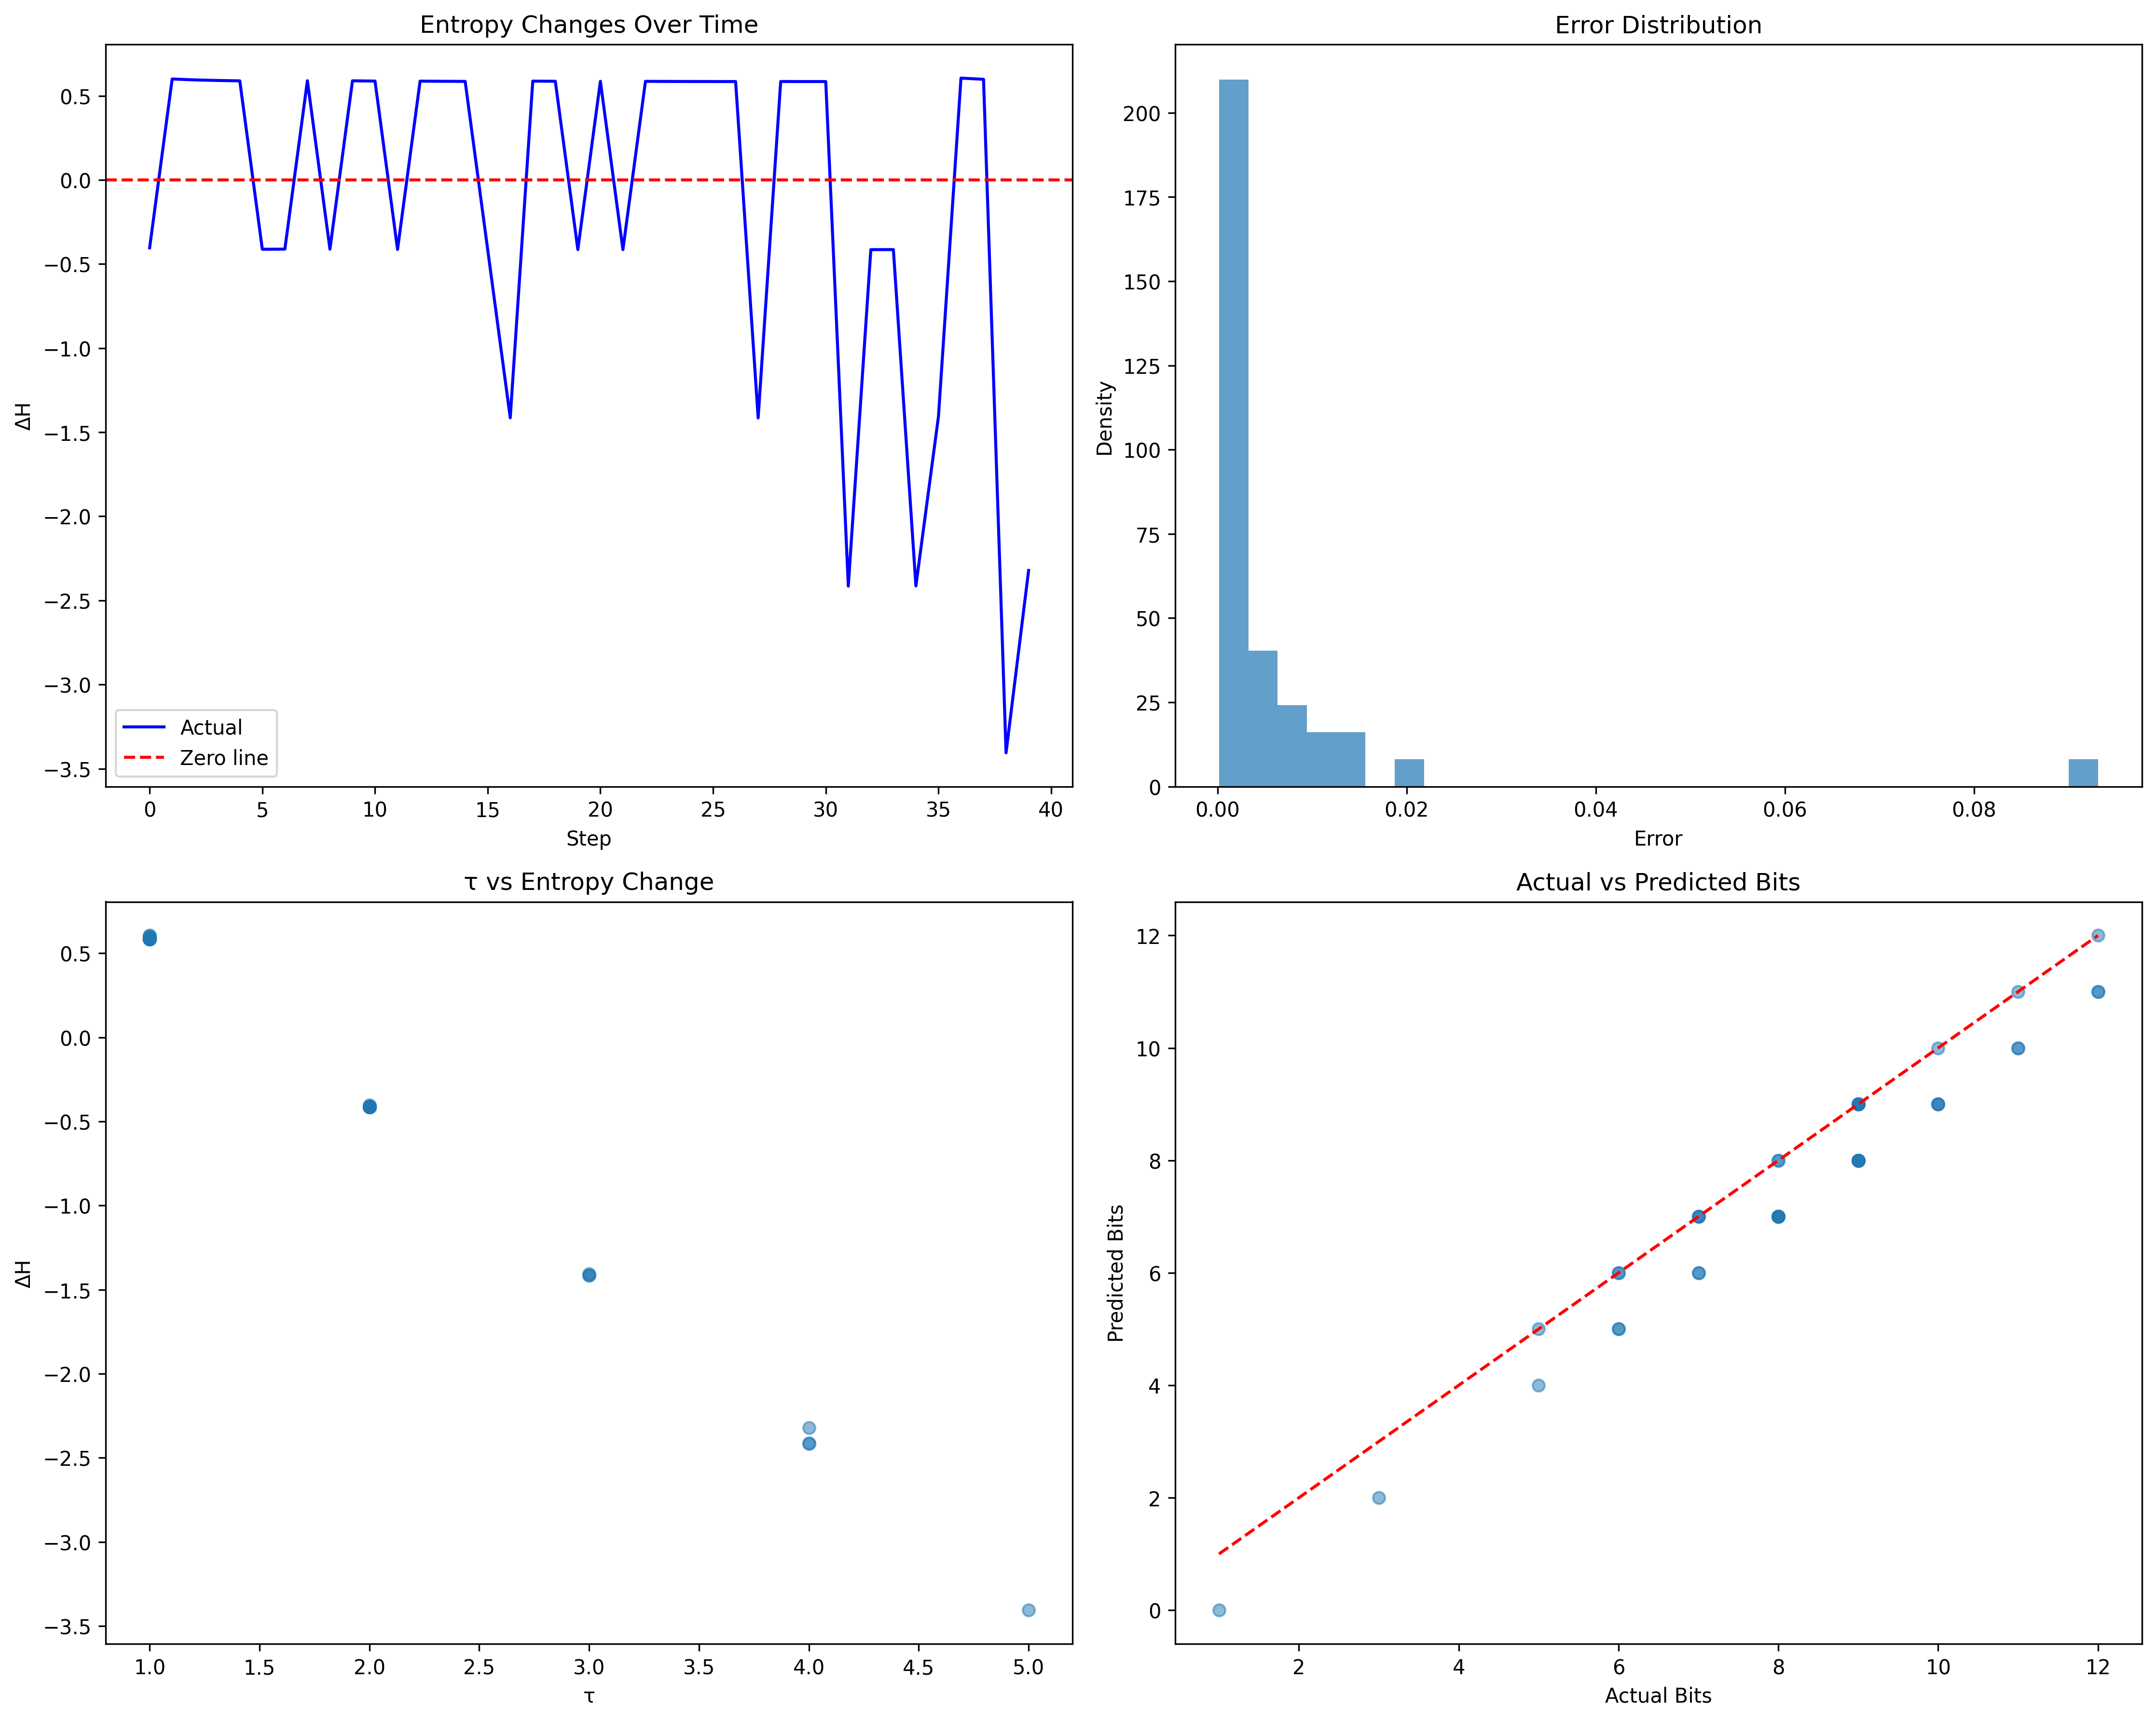 Entropy Changes Over Time
ΔH
0.5
0.0
−0.5
−1.0
−1.5
−2.0
−2.5
−3.0
−3.5
Actual
Zero line
0 5 10 15 20 25 30 35 40
Step
Error Distribution
Density
200
175
150
125
100
75
50
25
0
0.00 0.02 0.04 0.06 0.08
Error
τ vs Entropy Change
ΔH
0.5
0.0
−0.5
−1.0
−1.5
−2.0
−2.5
−3.0
−3.5
1.0 1.5 2.0 2.5 3.0 3.5 4.0 4.5 5.0
τ
Actual vs Predicted Bits
Predicted Bits
12
10
8
6
4
2
0
2 4 6 8 10 12
Actual Bits